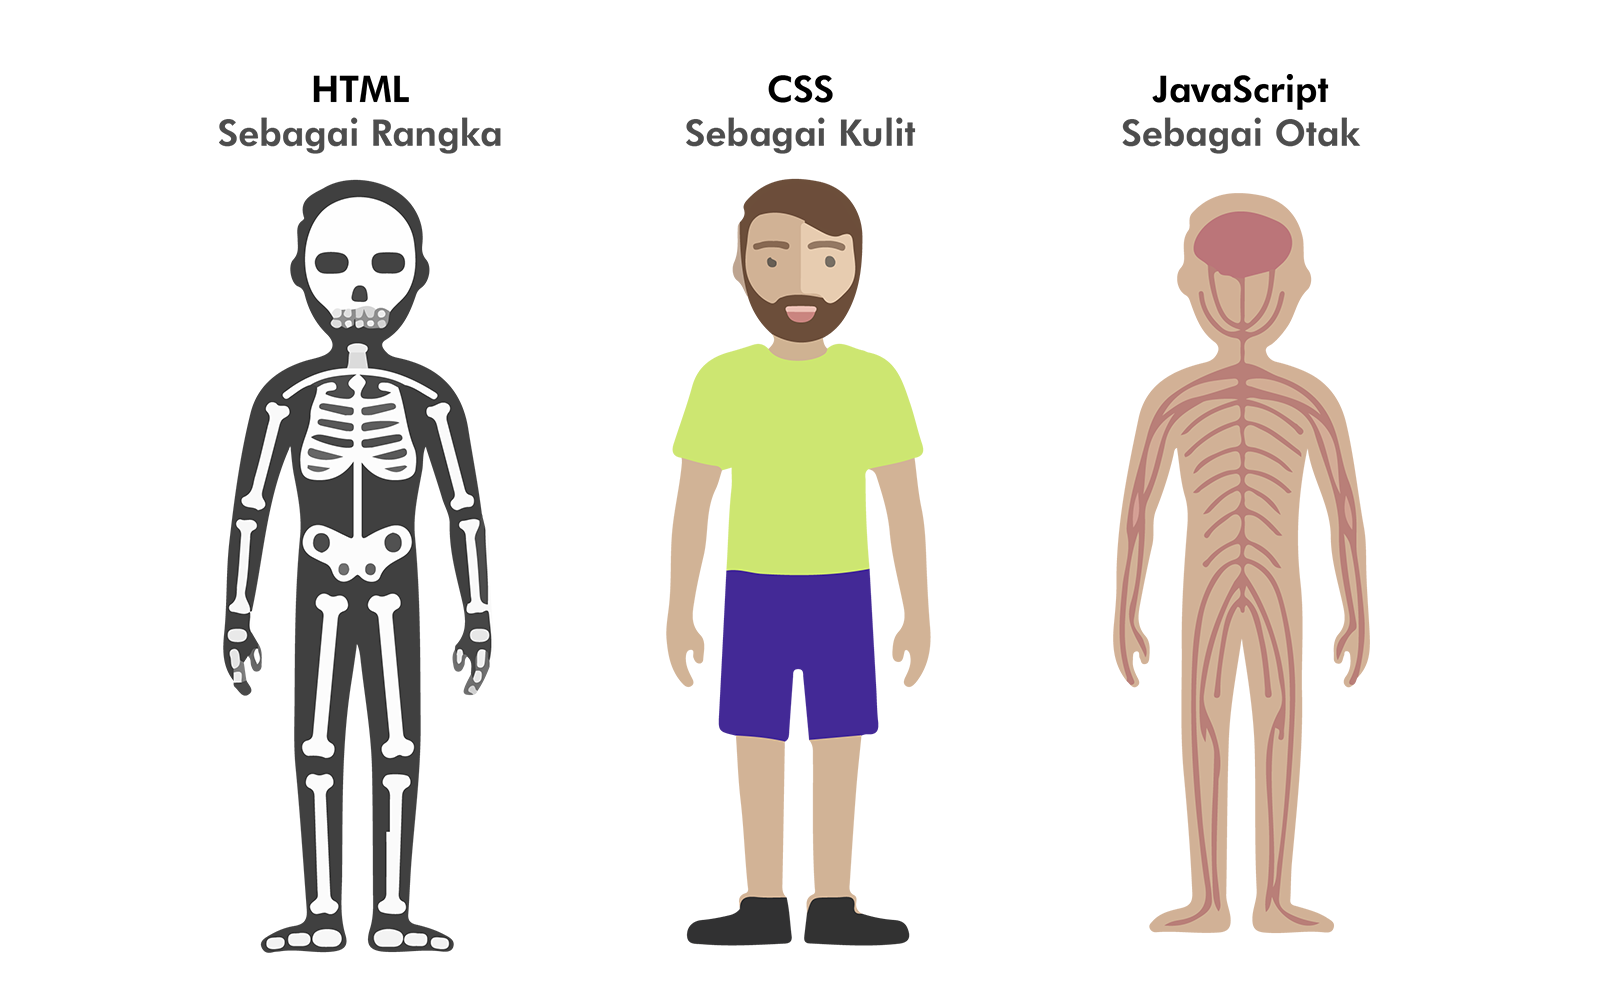 HTML
Sebagai Rangka
CSS
Sebagai Kulit
JavaScript
Sebagai Otak